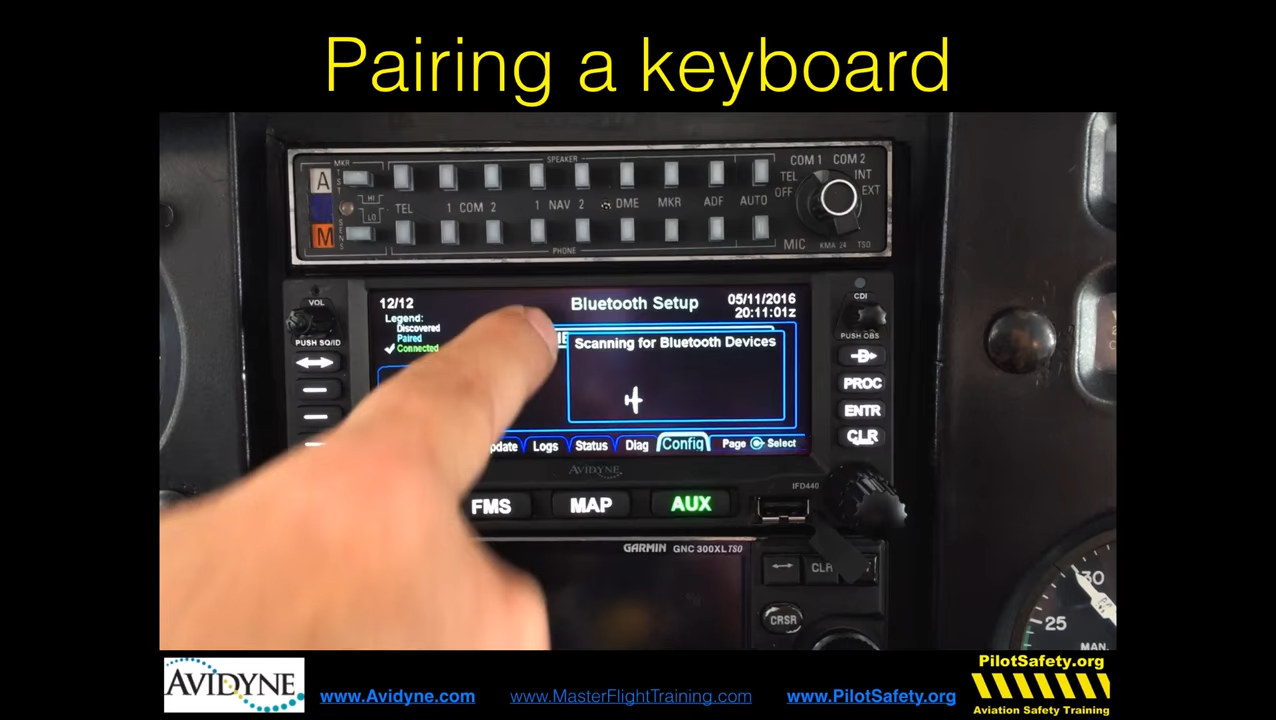 Pairing a keyboard
MKR
SPEAKER
COM 1 COM 2
A
TEL
INT
OFF
EXT
HI
LO
TEL 1 COM 2 1 NAV 2 DME MKR ADF AUTO
M
SENS
PHONE
MIC
KMA 24
TSO
VOL
CDI
12/12
Bluetooth Setup
05/11/2016
20:11:01z
Legend:
Discovered
Paired
Connected
Scanning for Bluetooth Devices
PUSH SQ/ID
PUSH OBS
D
PROC
ENTR
CLR
Logs Status Diag Config Page Select
AVIDYNE
IFD440
FMS MAP AUX
GARMIN GNC 300XL TSO
CLR
CRSR
30
25
MAN.
AVIDYNE
www.Avidyne.com
www.MasterFlightTraining.com
www.PilotSafety.org
PilotSafety.org
Aviation Safety Training